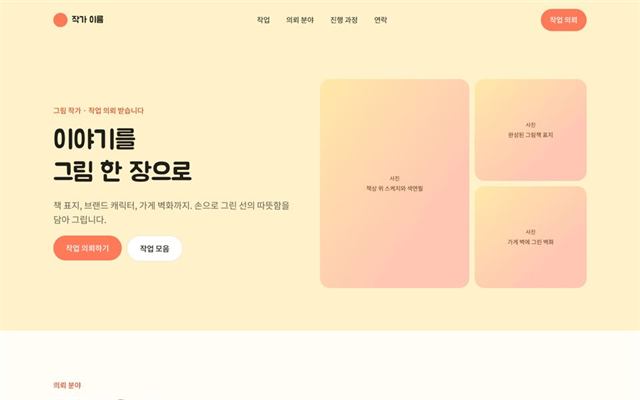 작가 이름
작업 의뢰 분야 진행 과정 연락
작업 의뢰
그림 작가 · 작업 의뢰 받습니다
이야기를
그림 한 장으로
책 표지, 브랜드 캐릭터, 가게 벽화까지. 손으로 그린 선의 따뜻함을
담아 그립니다.
작업 의뢰하기
작업 모음
사진
책상 위 스케치와 색연필
사진
완성된 그림책 표지
사진
가게 벽에 그린 벽화
의뢰 분야